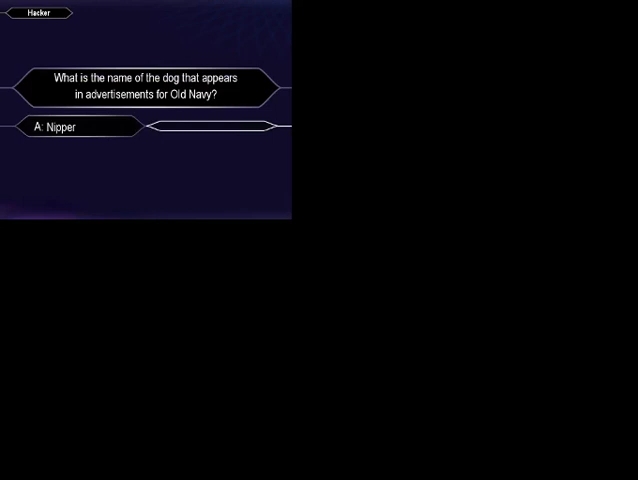 Hacker
What is the name of the dog that appears
in advertisements for Old Navy?
A: Nipper